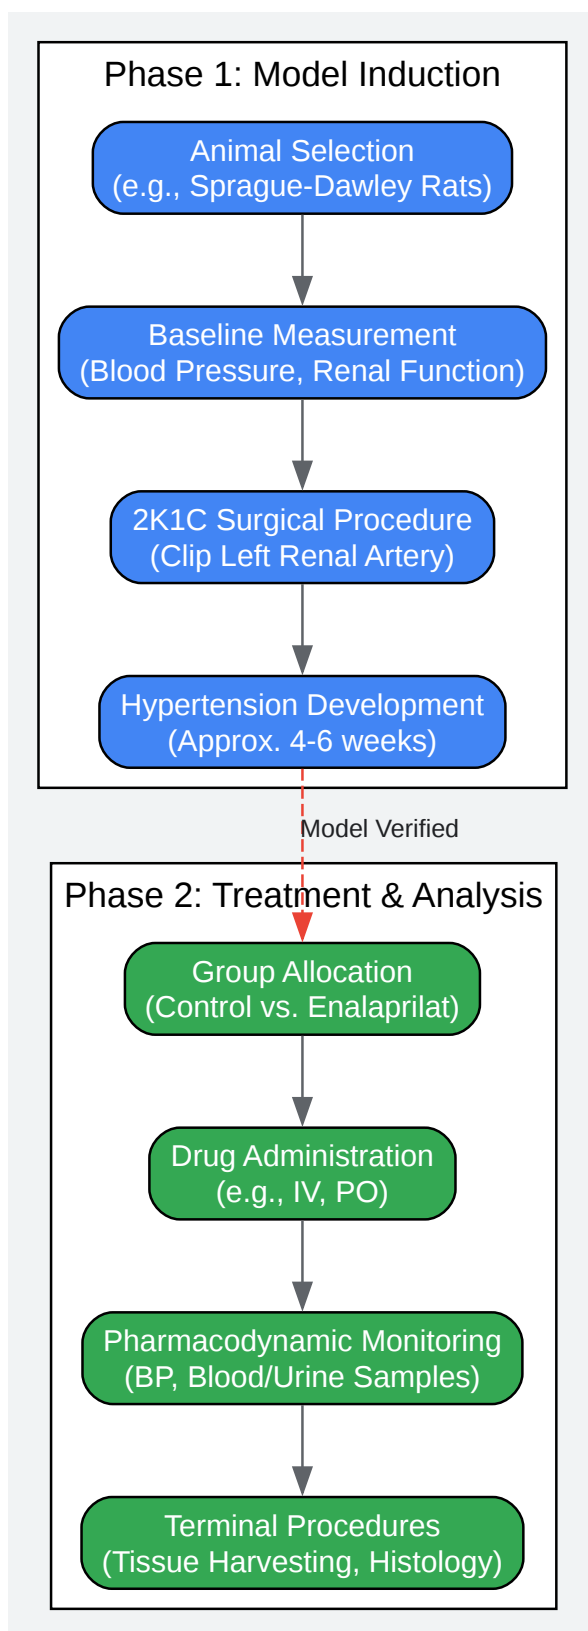 Phase 1: Model Induction
Animal Selection
(e.g., Sprague-Dawley Rats)
Baseline Measurement
(Blood Pressure, Renal Function)
2K1C Surgical Procedure
(Clip Left Renal Artery)
Hypertension Development
(Approx. 4-6 weeks)
Model Verified
Phase 2: Treatment & Analysis
Group Allocation
(Control vs. Enalaprilat)
Drug Administration
(e.g., IV, PO)
Pharmacodynamic Monitoring
(BP, Blood/Urine Samples)
Terminal Procedures
(Tissue Harvesting, Histology)